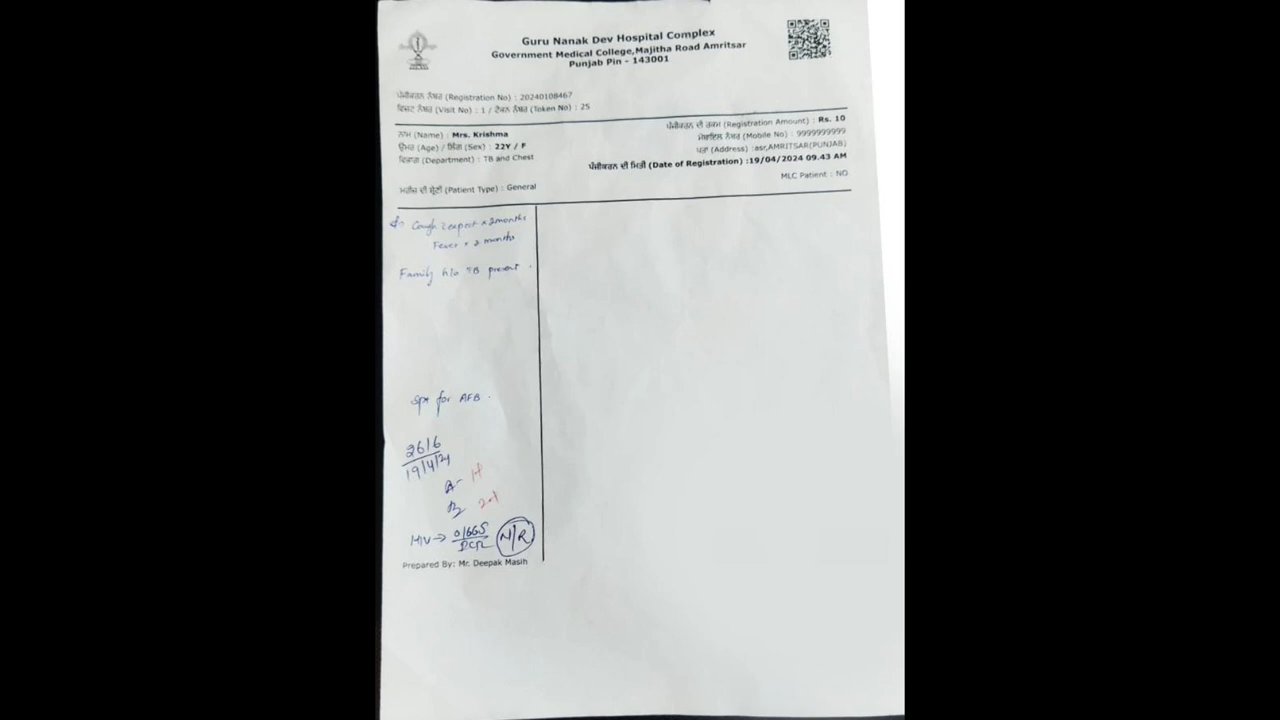 Guru Nanak Dev Hospital Complex
Government Medical College,Majitha Road Amritsar
Punjab Pin - 143001
ਪੰਜੀਕਰਨ ਨੰਬਰ (Registration No) : 20240108467
ਵਿਜ਼ਟ ਨੰਬਰ (Visit No) : 1 / ਟੋਕਨ ਨੰਬਰ (Token No) : 25
ਪੰਜੀਕਰਨ ਦੀ ਰਕਮ (Registration Amount) : Rs. 10
ਨਾਮ (Name) : Mrs. Krishma
ਮੋਬਾਇਲ ਨੰਬਰ (Mobile No) : 9999999999
ਉਮਰ (Age) / ਲਿੰਗ (Sex) : 22Y / F
ਪਤਾ (Address) : asr,AMRITSAR(PUNJAB)
ਵਿਭਾਗ (Department) : TB and Chest
ਪੰਜੀਕਰਨ ਦੀ ਮਿਤੀ (Date of Registration) :19/04/2024 09.43 AM
MLC Patient : NO
ਮਰੀਜ਼ ਦੀ ਸ਼੍ਰੇਣੀ (Patient Type) : General
Cough expect x 2 months
Fever x 2 months
Family h/o TB present .
for AFB .
2616
19/4/24
A-
B-
HIV → 01665
N/R
Prepared By: Mr. Deepak Masih